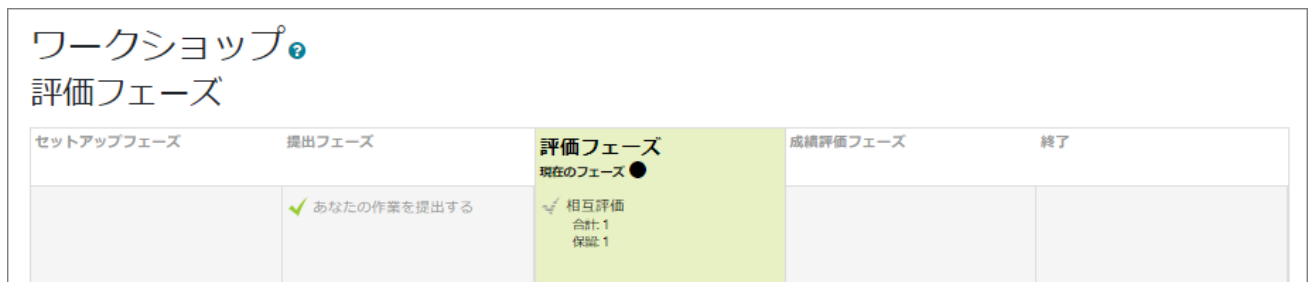 ワークショップ
評価フェーズ
セットアップフェーズ
提出フェーズ
評価フェーズ
現在のフェーズ
成績評価フェーズ
終了
あなたの作業を提出する
相互評価
合計: 1
保留: 1